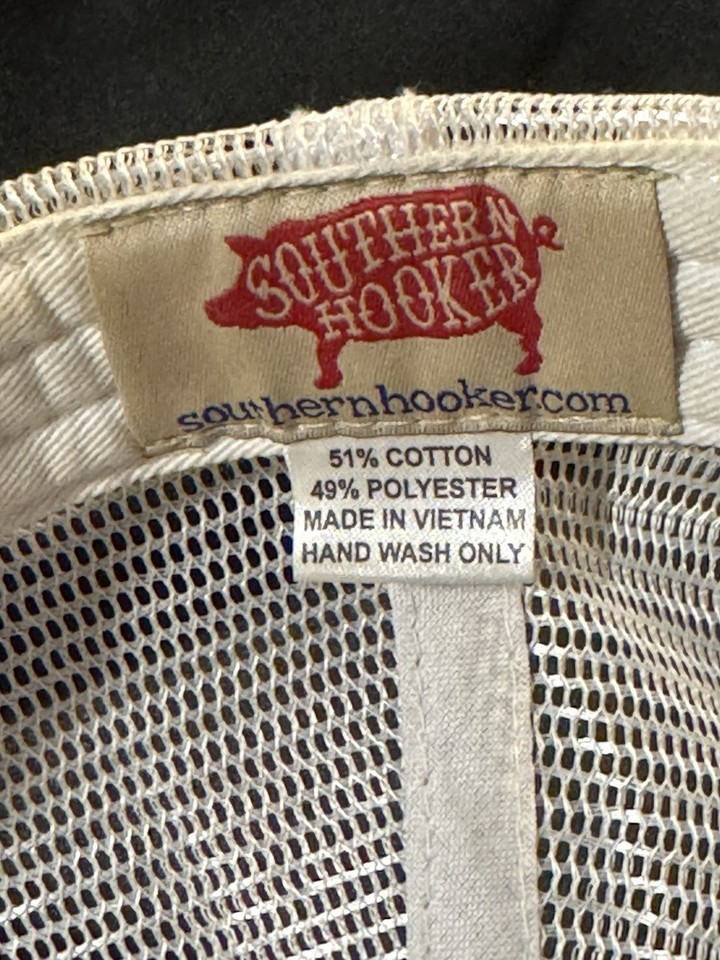 SOUTHERN
HOOKER
southernhooker.com
51% COTTON
49% POLYESTER
MADE IN VIETNAM
HAND WASH ONLY